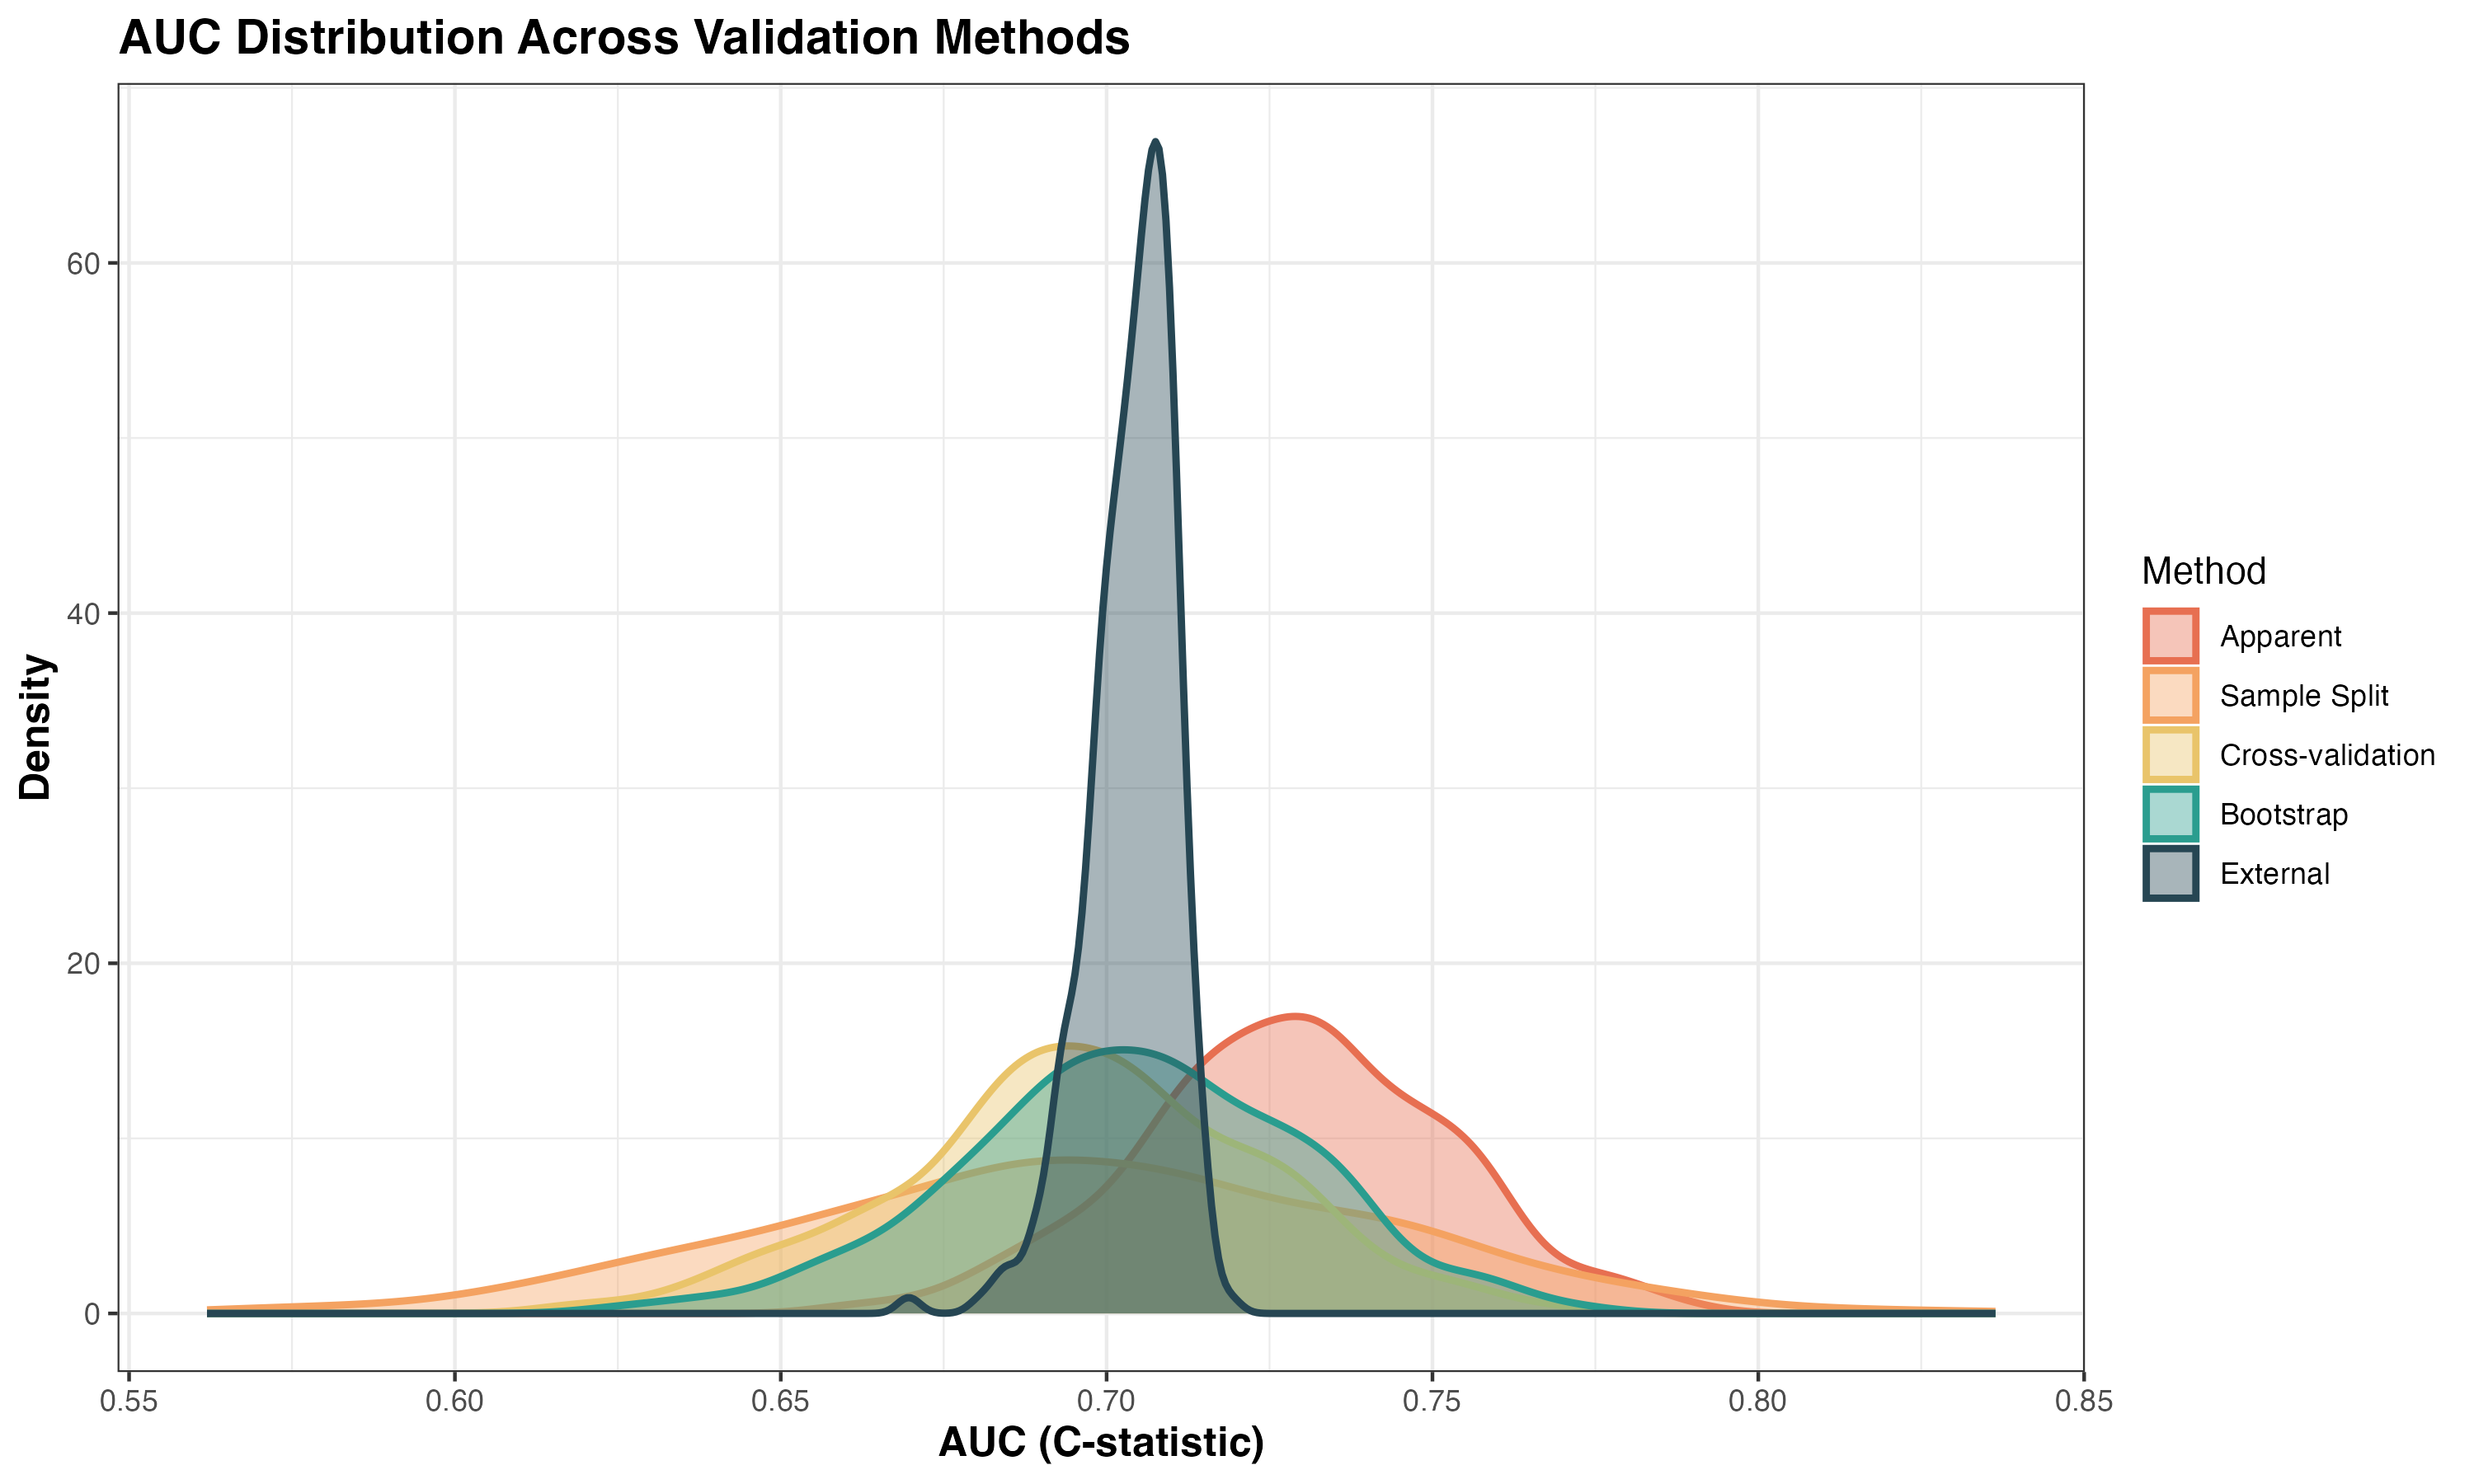 AUC Distribution Across Validation Methods
Density
60
40
20
0
0.55 0.60 0.65 0.70 0.75 0.80 0.85
AUC (C-statistic)
Method
Apparent
Sample Split
Cross-validation
Bootstrap
External